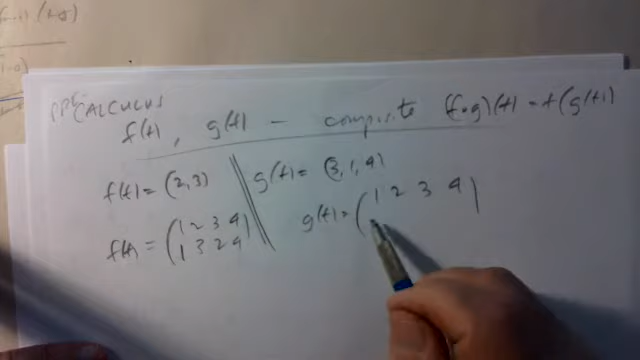 PRECALCULUS
f(t), g(t) - composite (f∘g)(t) = f(g(t))
f(t) = (2,3)
g(t) = (3,1,4)
f(t) = (1 2 3 4
1 3 2 4)
g(t) = (1 2 3 4)